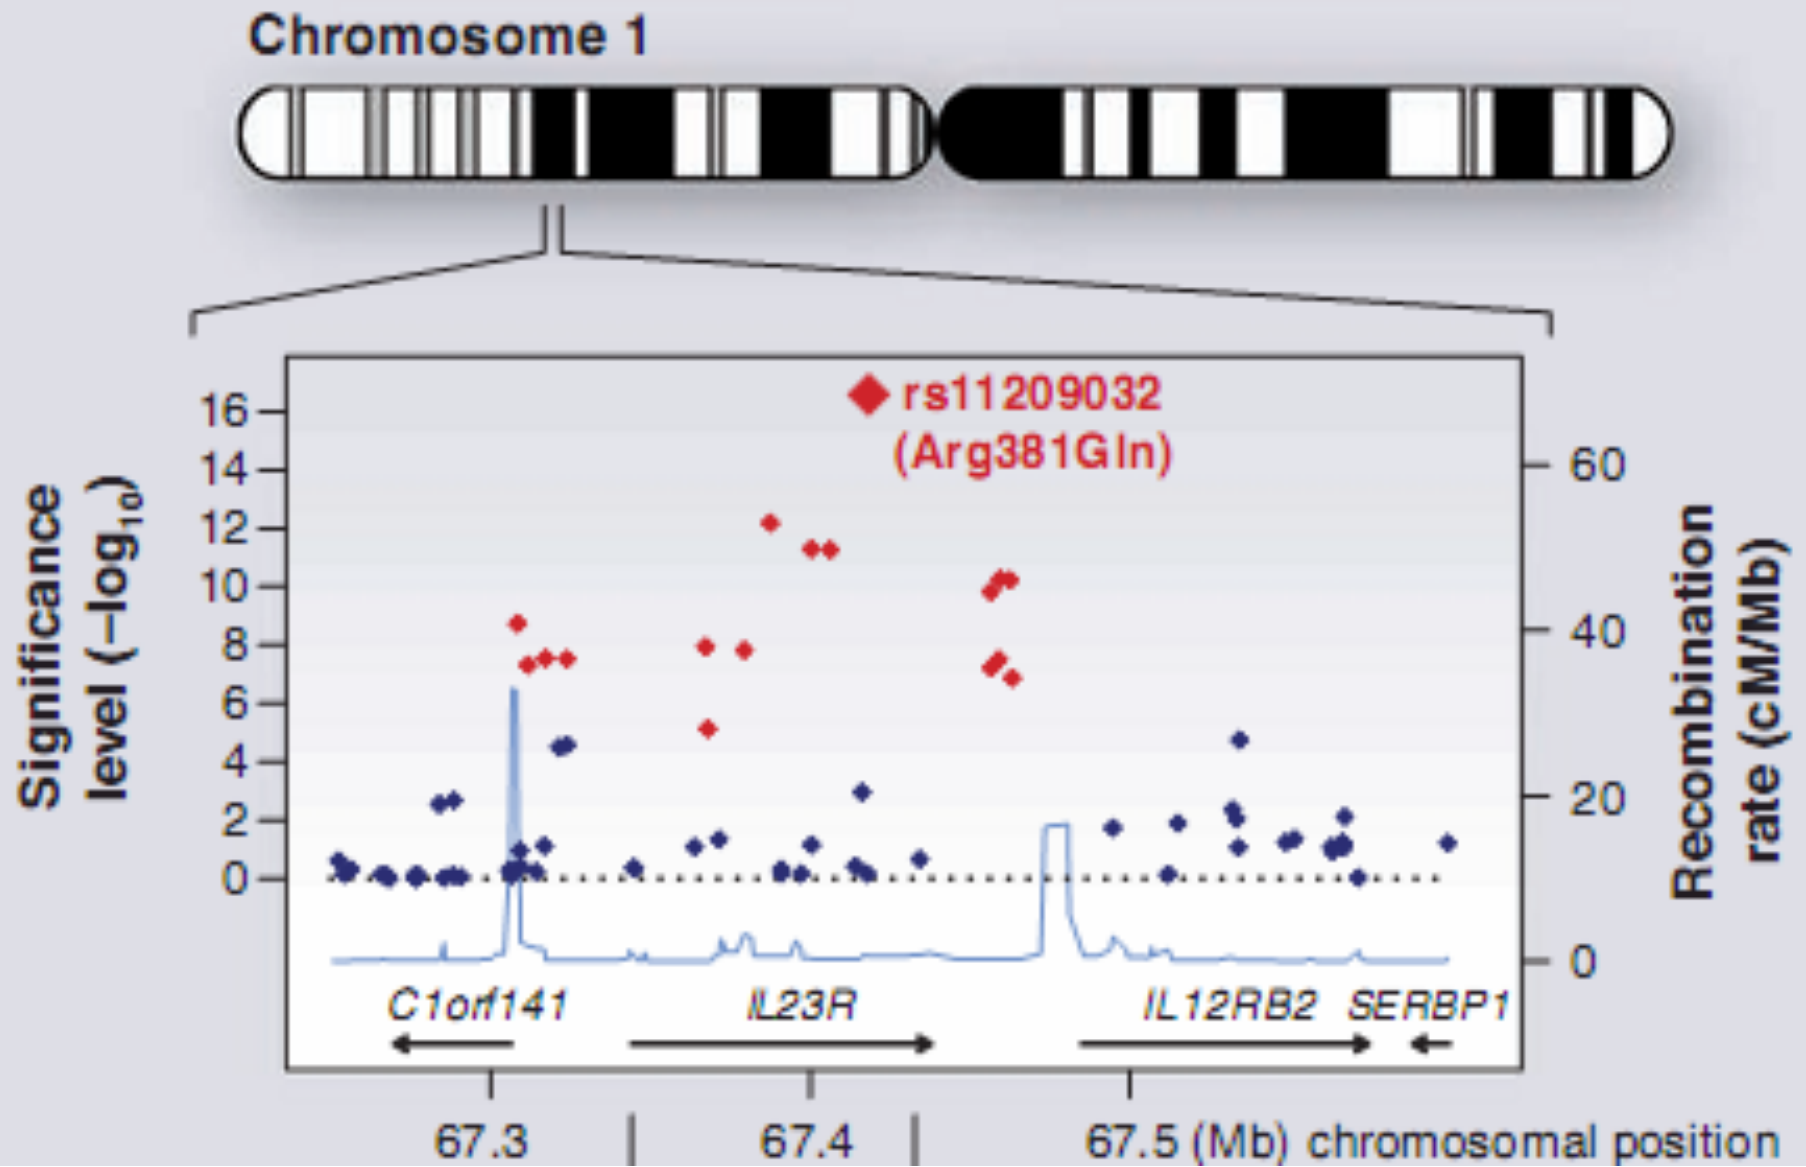 Chromosome 1
rs11209032
(Arg381Gln)
16
14
12
10
8
6
4
2
0
Significance
level (–log10)
60
40
20
0
Recombination
rate (cM/Mb)
C1orf141 IL23R IL12RB2 SERBP1
67.3 67.4 67.5 (Mb) chromosomal position